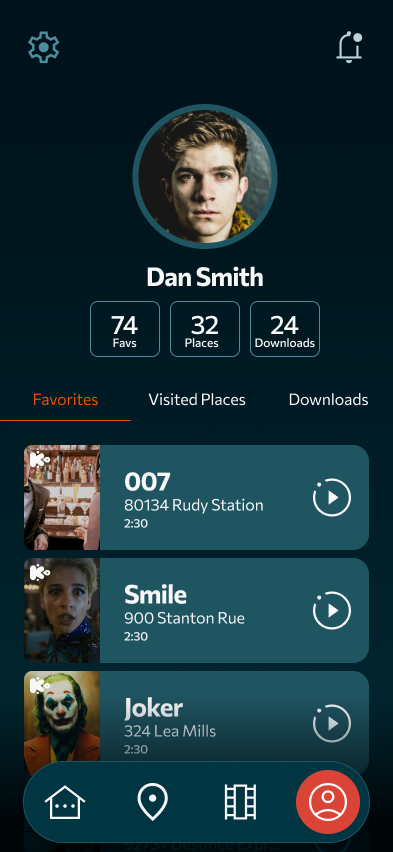 Dan Smith
74
Favs
32
Places
24
Downloads
Favorites
Visited Places
Downloads
007
80134 Rudy Station
2:30
Smile
900 Stanton Rue
2:30
Joker
324 Lea Mills
2:30